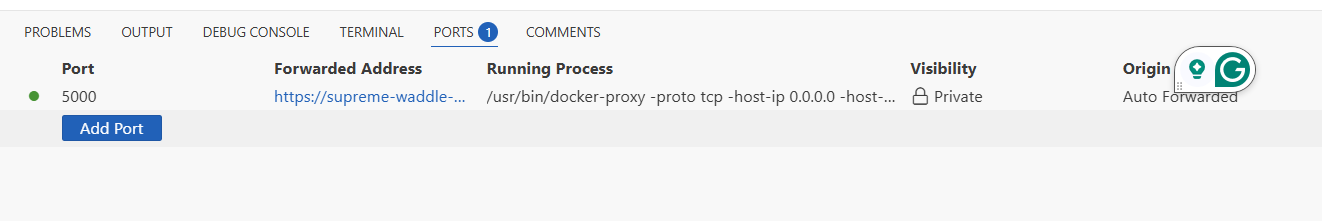 PROBLEMS OUTPUT DEBUG CONSOLE TERMINAL PORTS 1 COMMENTS
Port Forwarded Address Running Process Visibility Origin
5000 https://supreme-waddle-... /usr/bin/docker-proxy -proto tcp -host-ip 0.0.0.0 -host-... Private Auto Forwarded
Add Port